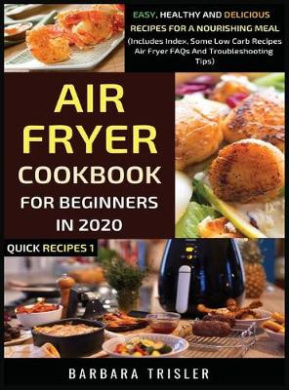 EASY, HEALTHY AND DELICIOUS
RECIPES FOR A NOURISHING MEAL
(Includes Index, Some Low Carb Recipes
Air Fryer FAQs And Troubleshooting
Tips)
AIR
FRYER
COOKBOOK
FOR BEGINNERS
IN 2020
QUICK RECIPES 1
BARBARA TRISLER